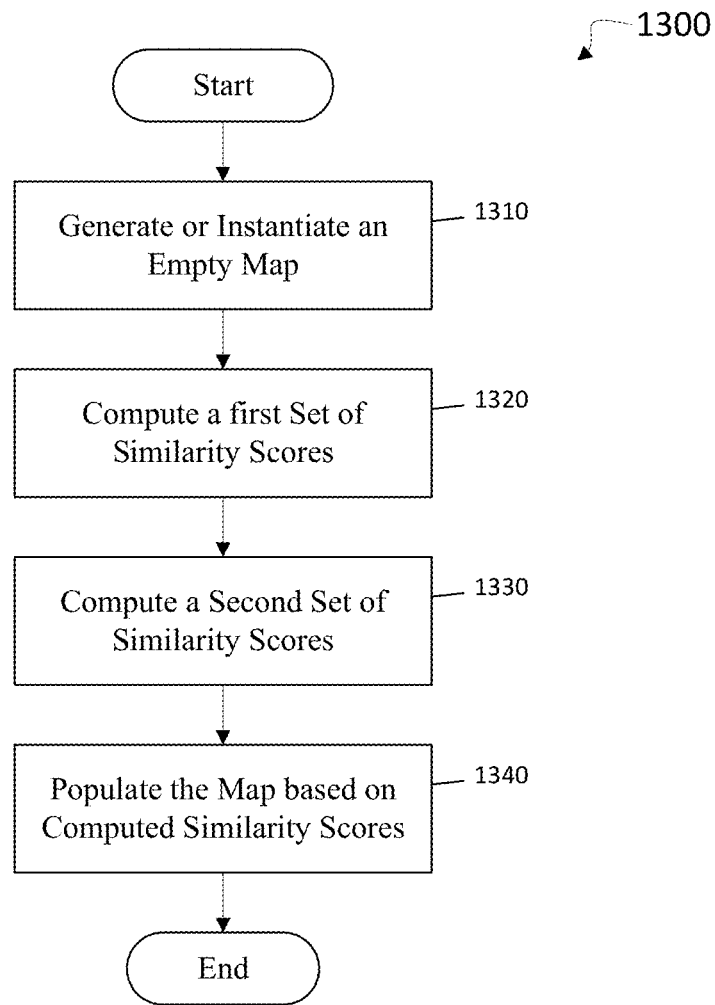 1300
Start
Generate or Instantiate an
Empty Map
1310
Compute a first Set of
Similarity Scores
1320
Compute a Second Set of
Similarity Scores
1330
Populate the Map based on
Computed Similarity Scores
1340
End